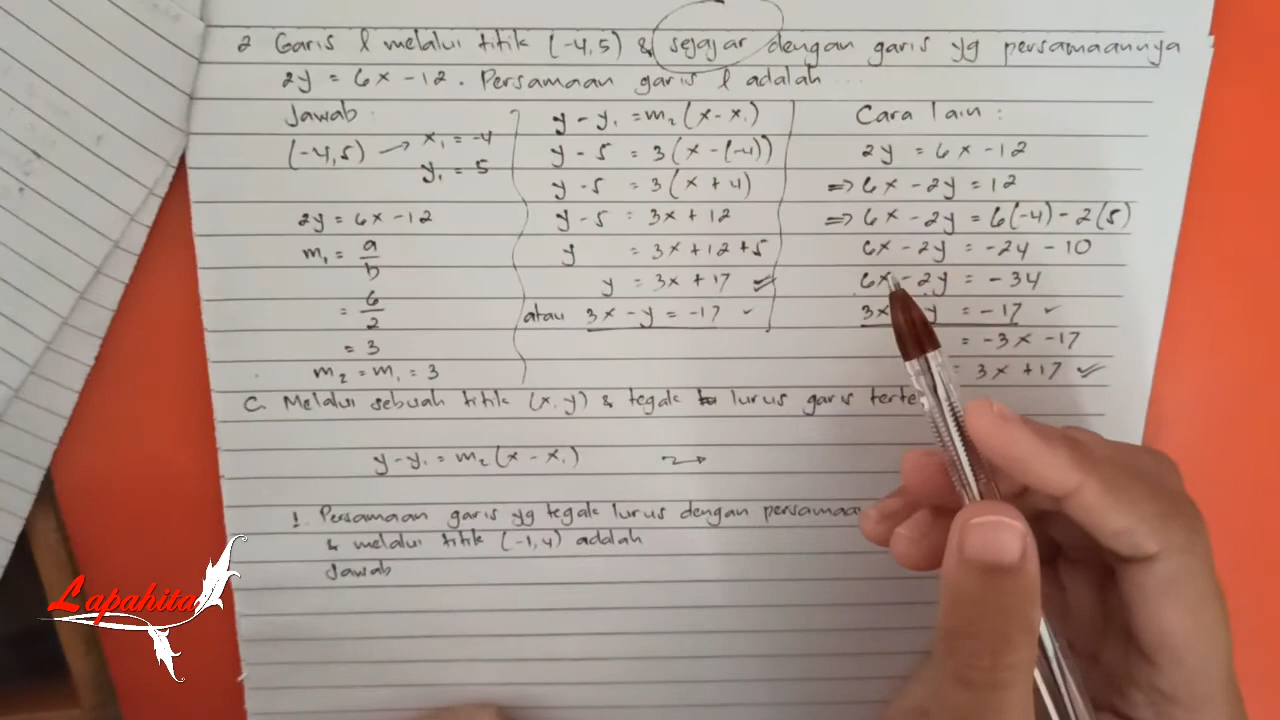 2 Garis l melalui titik (-4,5) & sejajar dengan garis yg persamaannya
2y = 6x - 12. Persamaan garis l adalah ...
Jawab :
(-4,5) → x₁ = -4
y₁ = 5
2y = 6x - 12
m₁ = a/b
= 6/2
= 3
m₂ = m₁ = 3
y - y₁ = m₂ (x - x₁)
y - 5 = 3 (x - (-4))
y - 5 = 3 (x + 4)
y - 5 = 3x + 12
y = 3x + 12 + 5
y = 3x + 17
atau 3x - y = -17
Cara lain :
2y = 6x - 12
=> 6x - 2y = 12
=> 6x - 2y = 6(-4) - 2(5)
6x - 2y = -24 - 10
6x - 2y = -34
3x y = -17
= -3x - 17
= 3x + 17
C. Melalui sebuah titik (x, y) & tegak lurus garis
y - y₁ = m₂ (x - x₁) →
1. Persamaan garis yg tegak lurus dengan
& melalui titik (-1,4) adalah
Jawab
Lapahita